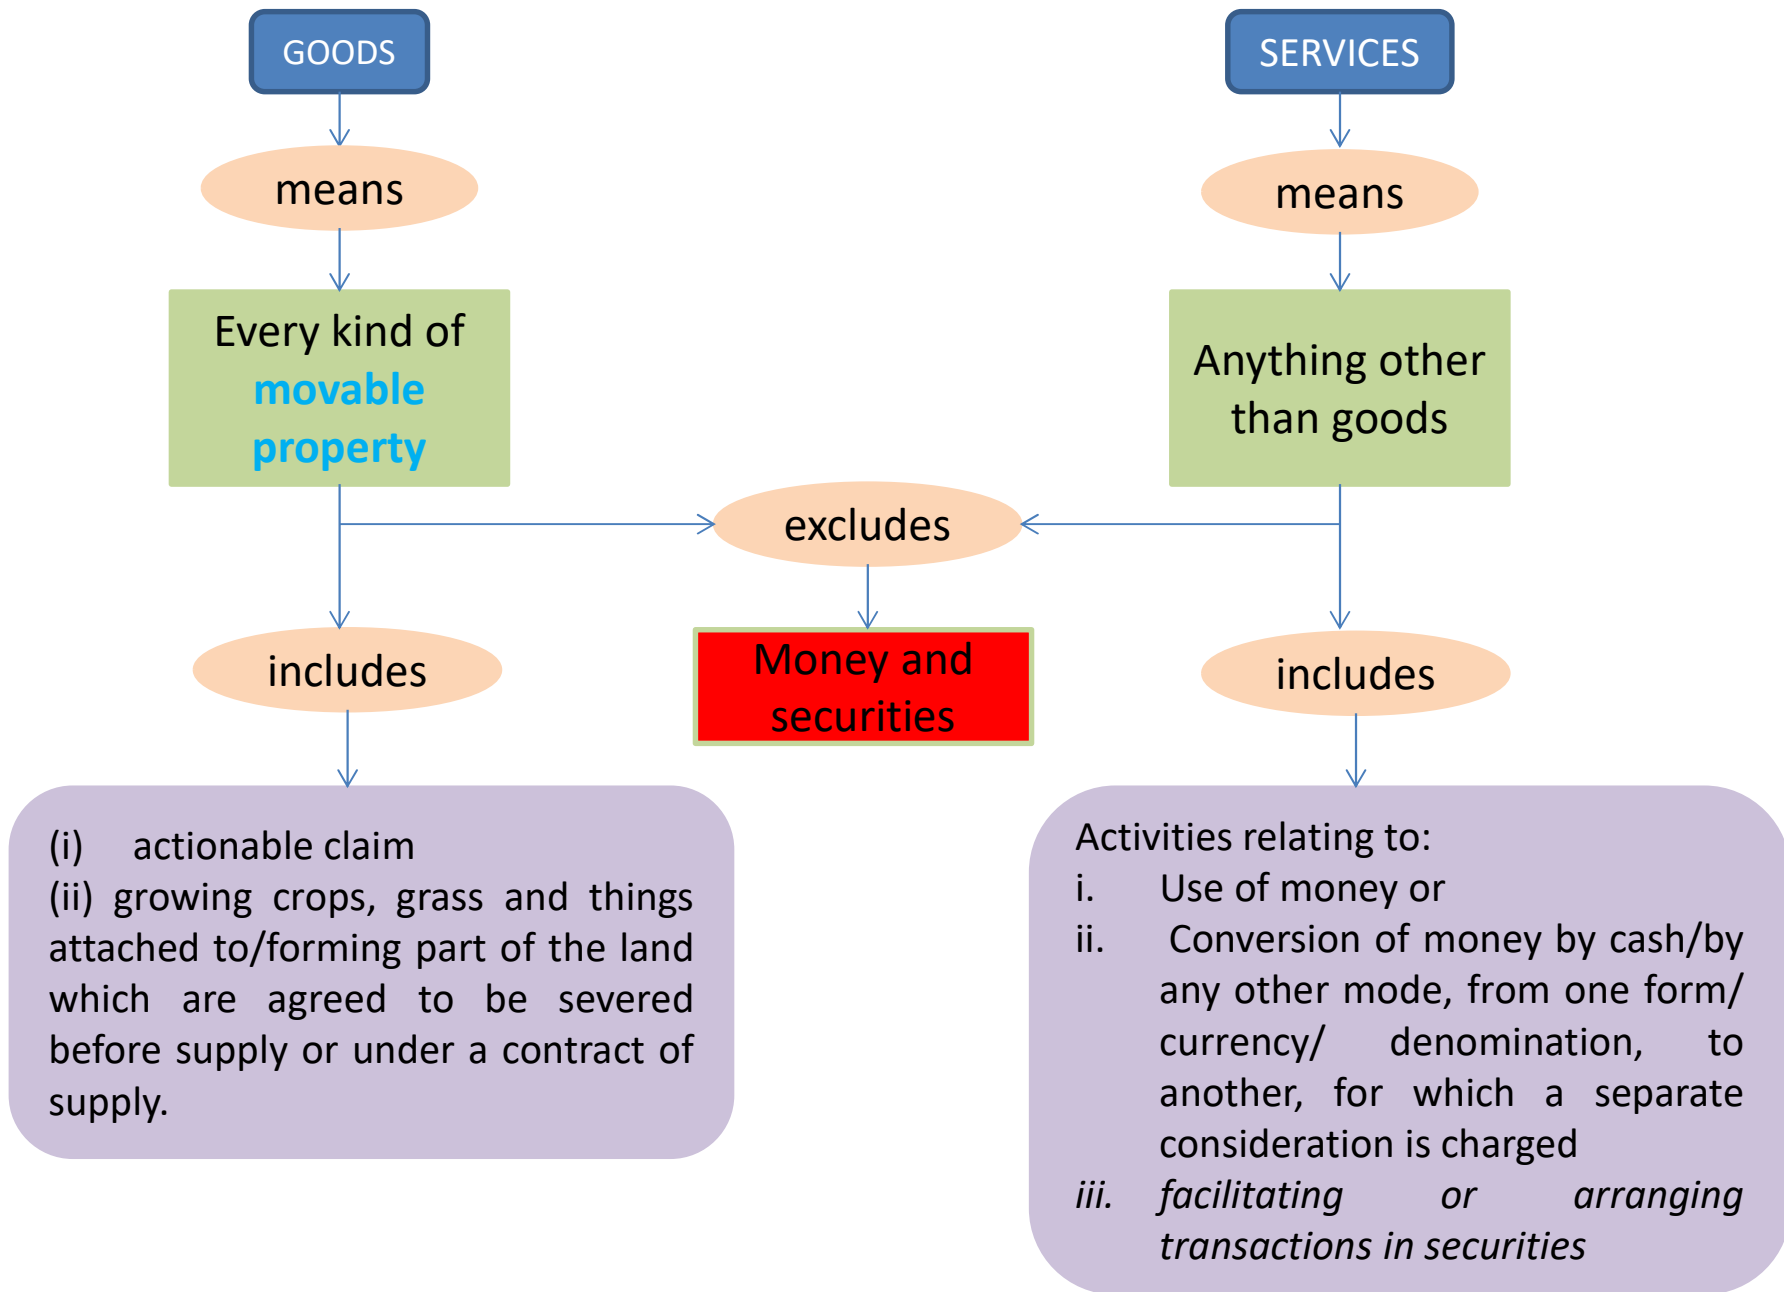 GOODS
SERVICES
means
means
Every kind of
movable
property
Anything other
than goods
excludes
includes
Money and
securities
includes
(i) actionable claim
(ii) growing crops, grass and things
attached to/forming part of the land
which are agreed to be severed
before supply or under a contract of
supply.
Activities relating to:
i. Use of money or
ii. Conversion of money by cash/by
any other mode, from one form/
currency/ denomination, to
another, for which a separate
consideration is charged
iii. facilitating or arranging
transactions in securities